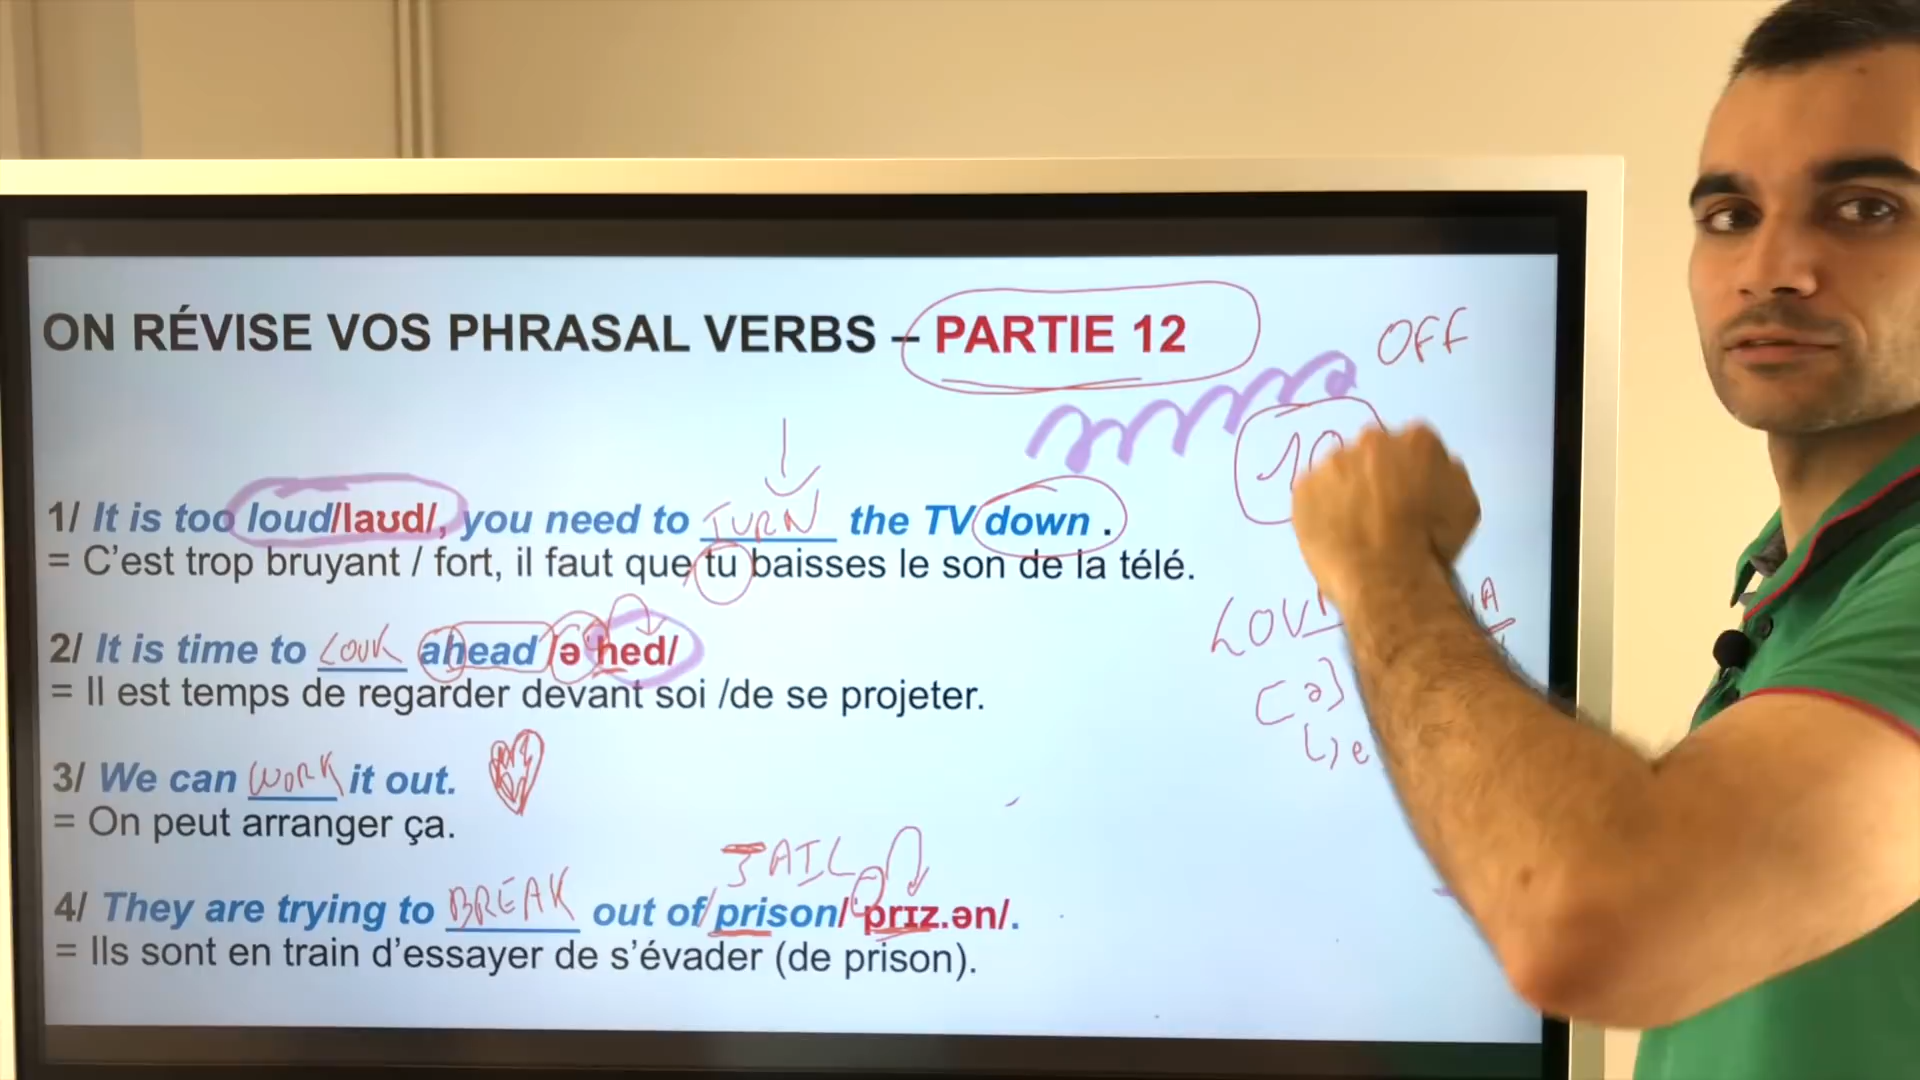 ON RÉVISE VOS PHRASAL VERBS – PARTIE 12
OFF
1/ It is too loud/laʊd/, you need to TURN the TV down .
= C'est trop bruyant / fort, il faut que tu baisses le son de la télé.
2/ It is time to LOOK ahead /əˈhed/
= Il est temps de regarder devant soi /de se projeter.
[ə]
3/ We can WORK it out.
= On peut arranger ça.
JAIL
4/ They are trying to BREAK out of prison/ˈprɪz.ən/.
= Ils sont en train d'essayer de s'évader (de prison).